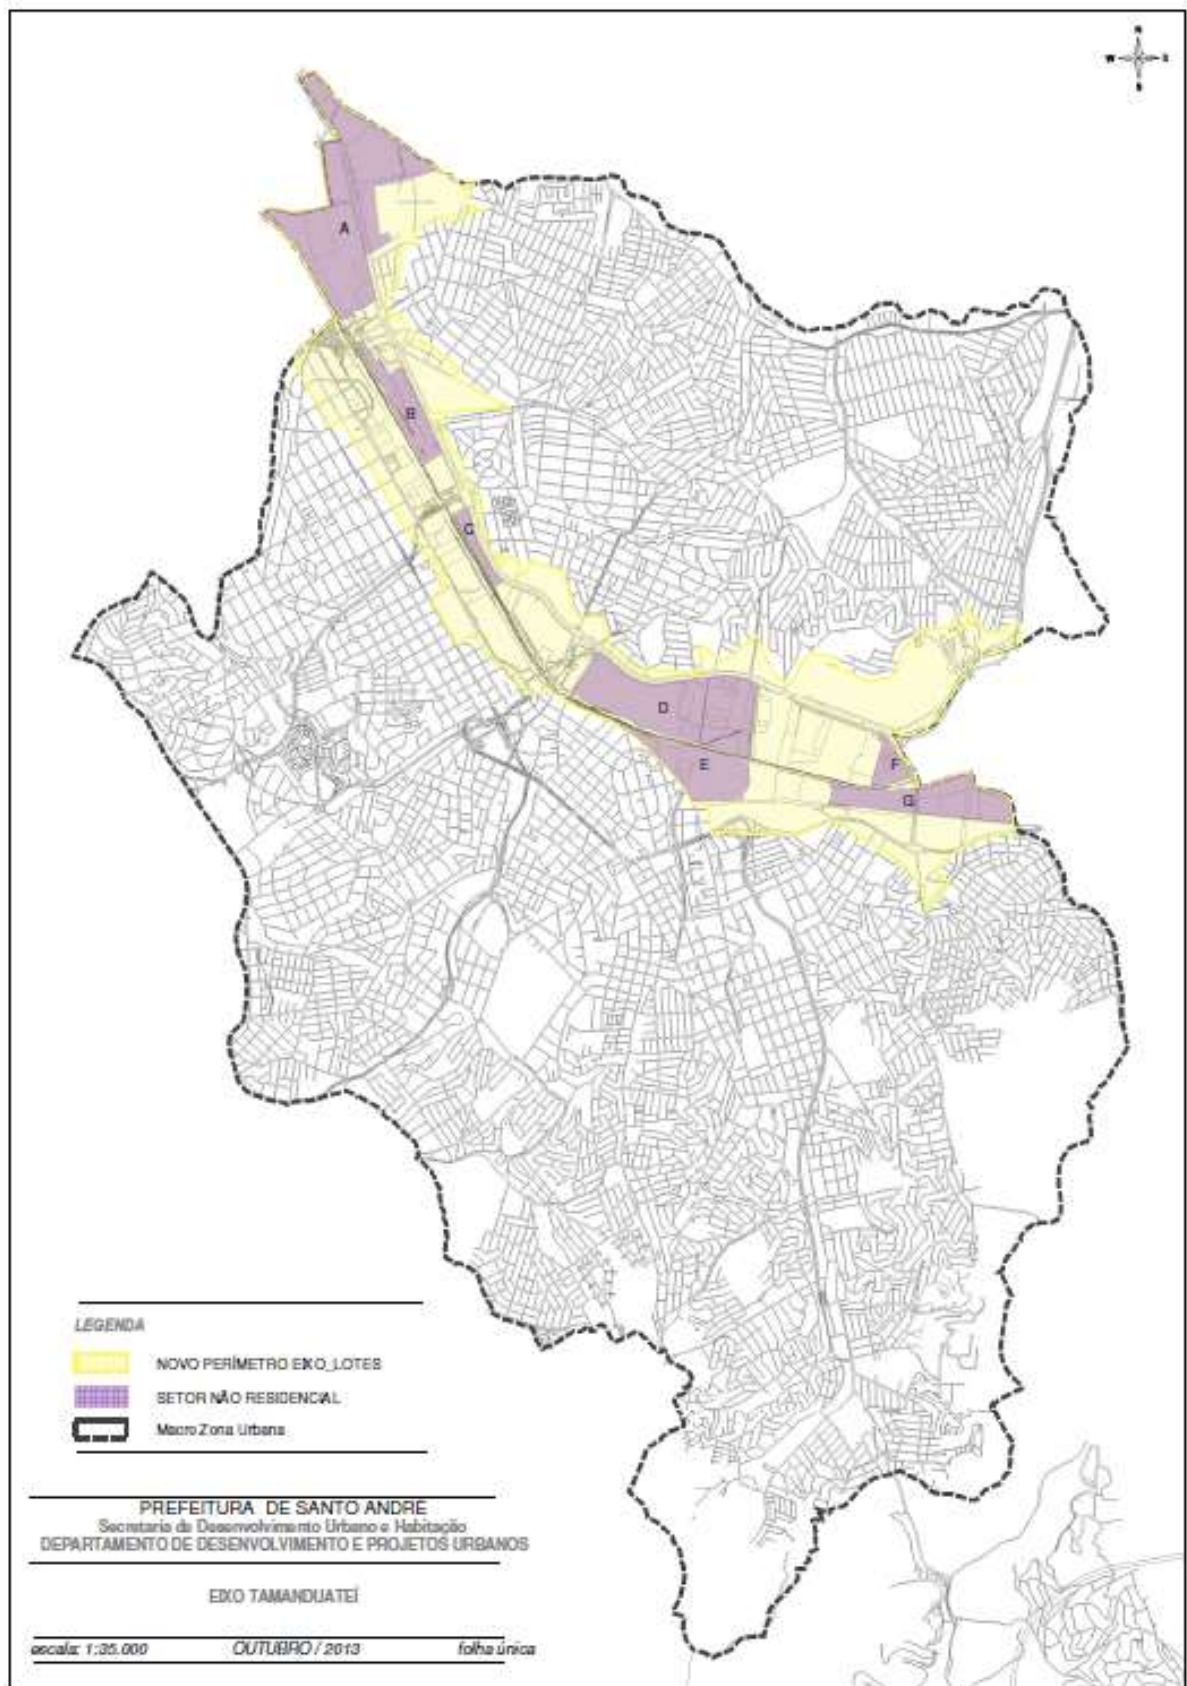 N
W E
S
A
B
C
D
E
F
G
LEGENDA
NOVO PERÍMETRO EIXO_LOTES
SETOR NÃO RESIDENCIAL
Macro Zona Urbana
PREFEITURA DE SANTO ANDRÉ
Secretaria de Desenvolvimento Urbano e Habitação
DEPARTAMENTO DE DESENVOLVIMENTO E PROJETOS URBANOS
EIXO TAMANDUATEÍ
escala: 1:35.000 OUTUBRO / 2013 folha única